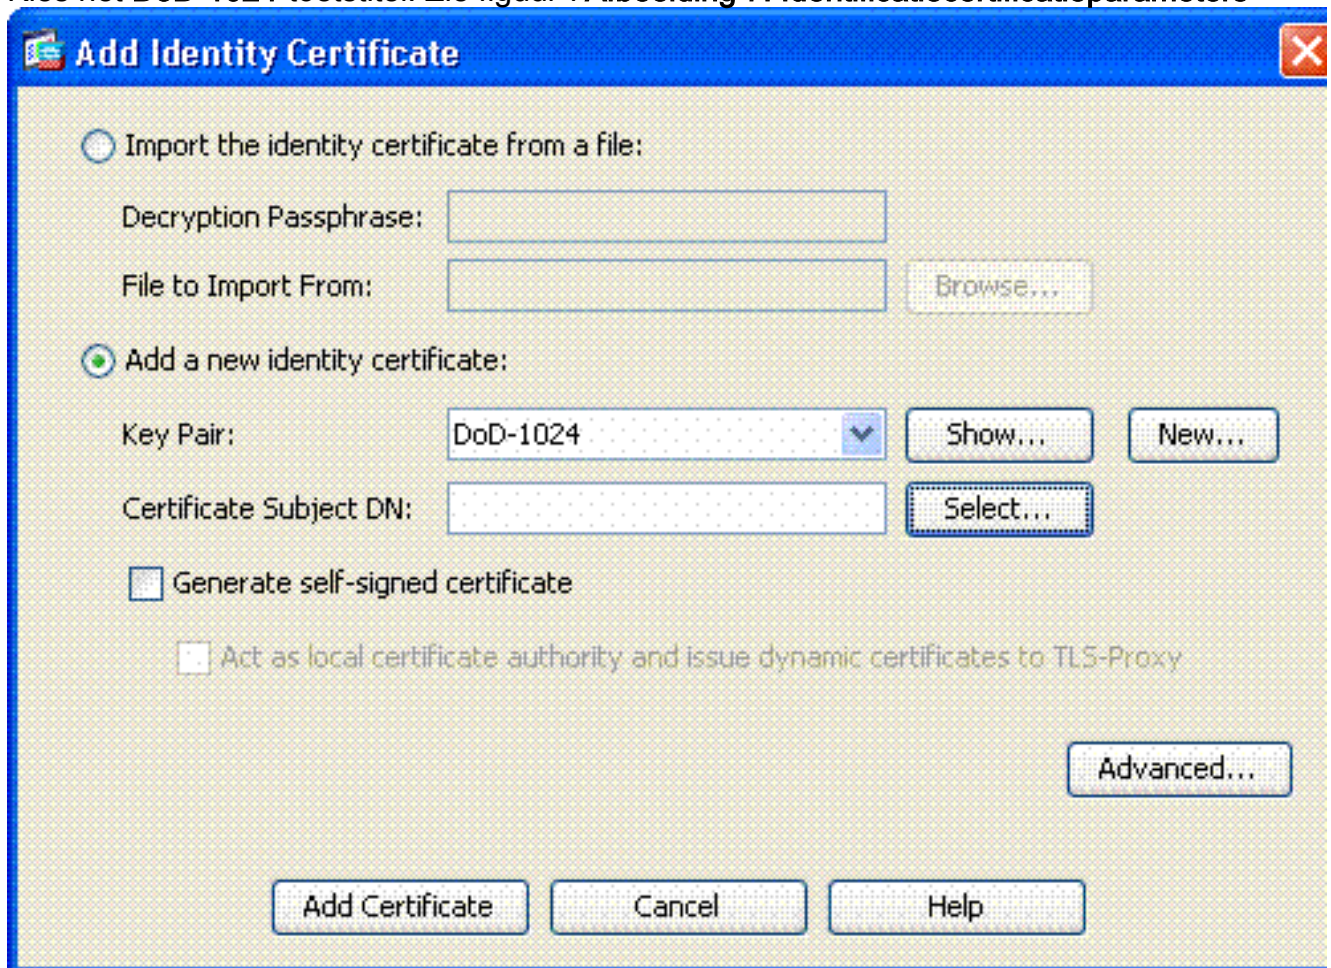 Add Identity Certificate
Import the identity certificate from a file:
Decryption Passphrase:
File to Import From: Browse...
Add a new identity certificate:
Key Pair: DoD-1024 Show... New...
Certificate Subject DN: Select...
Generate self-signed certificate
Act as local certificate authority and issue dynamic certificates to TLS-Proxy
Advanced...
Add Certificate Cancel Help